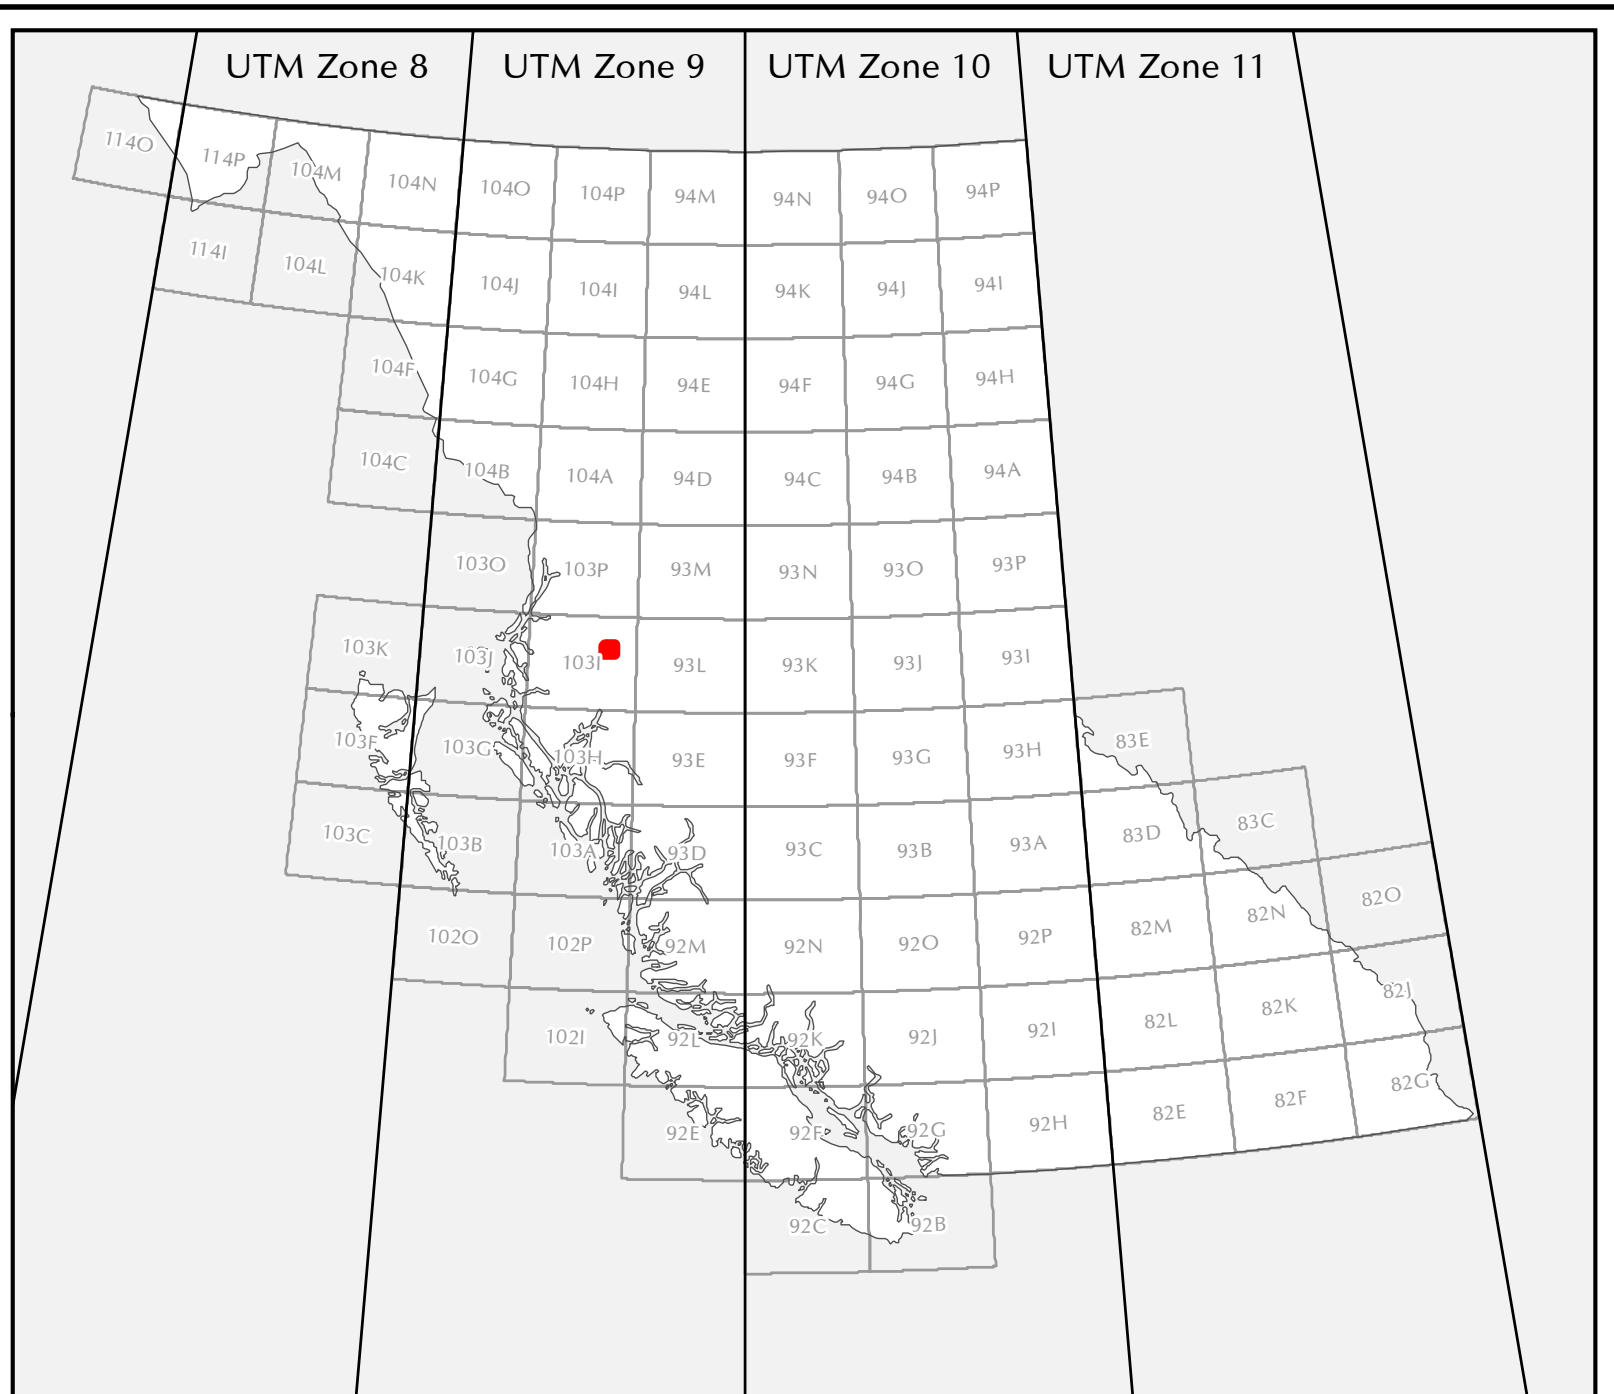 UTM Zone 8 UTM Zone 9 UTM Zone 10 UTM Zone 11
114O 114P 104M 104N 104O 104P 94M 94N 94O 94P
114I 104L 104K 104J 104I 94L 94K 94J 94I
104F 104G 104H 94E 94F 94G 94H
104C 104B 104A 94D 94C 94B 94A
103O 103P 93M 93N 93O 93P
103K 103J 103I 93L 93K 93J 93I
103F 103G 103H 93E 93F 93G 93H 83E
103C 103B 103A 93D 93C 93B 93A 83D 83C
102O 102P 92M 92N 92O 92P 82M 82N 82O
102I 92L 92K 92J 92I 82L 82K 82J
92E 92F 92G 92H 82E 82F 82G
92C 92B